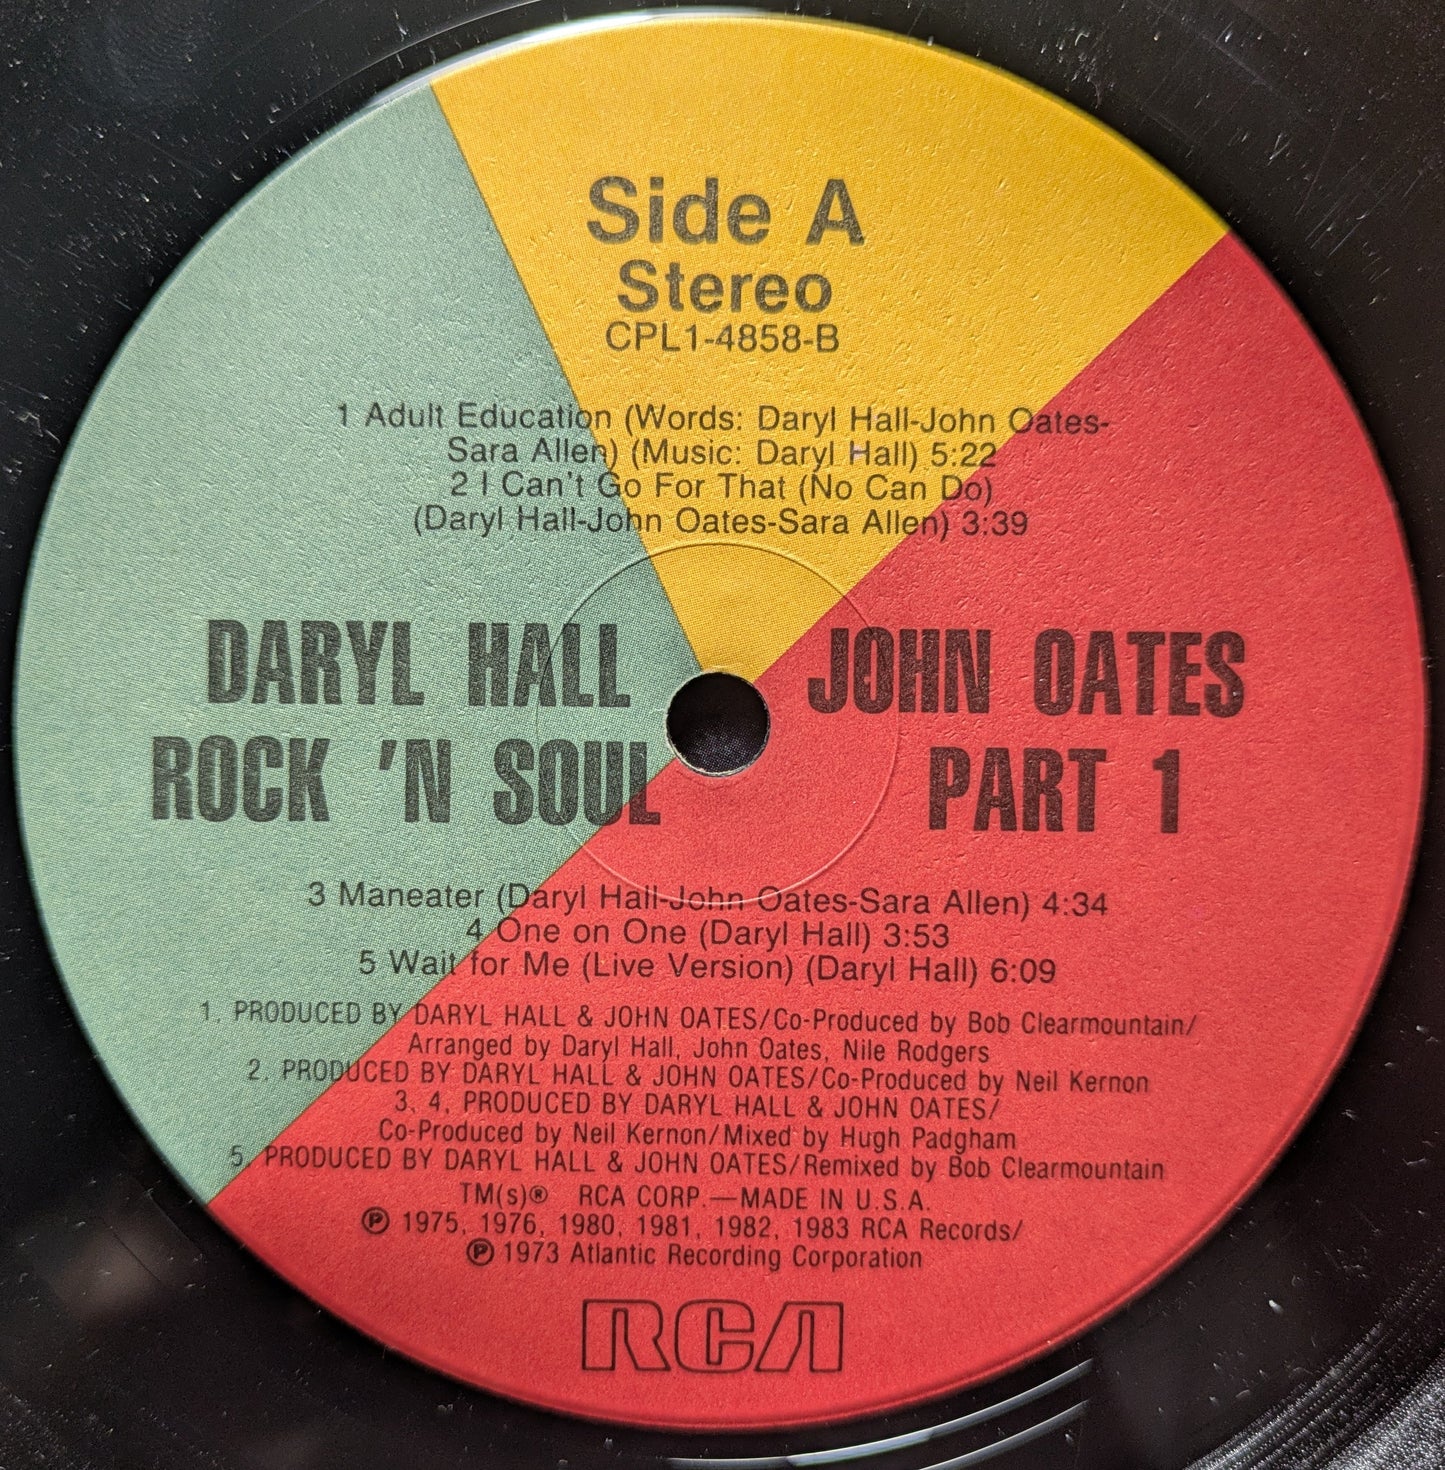 Side A
Stereo
CPL1-4858-B
1 Adult Education (Words: Daryl Hall-John Oates-
Sara Allen) (Music: Daryl Hall) 5:22
2 I Can't Go For That (No Can Do)
(Daryl Hall-John Oates-Sara Allen) 3:39
DARYL HALL JOHN OATES
ROCK 'N SOUL PART 1
3 Maneater (Daryl Hall-John Oates-Sara Allen) 4:34
4 One on One (Daryl Hall) 3:53
5 Wait for Me (Live Version) (Daryl Hall) 6:09
1. PRODUCED BY DARYL HALL & JOHN OATES/Co-Produced by Bob Clearmountain/
Arranged by Daryl Hall, John Oates, Nile Rodgers
2. PRODUCED BY DARYL HALL & JOHN OATES/Co-Produced by Neil Kernon
3, 4, PRODUCED BY DARYL HALL & JOHN OATES/
Co-Produced by Neil Kernon/Mixed by Hugh Padgham
5. PRODUCED BY DARYL HALL & JOHN OATES/Remixed by Bob Clearmountain
TM(s)® RCA CORP.—MADE IN U.S.A.
℗ 1975, 1976, 1980, 1981, 1982, 1983 RCA Records/
℗ 1973 Atlantic Recording Corporation
RCA